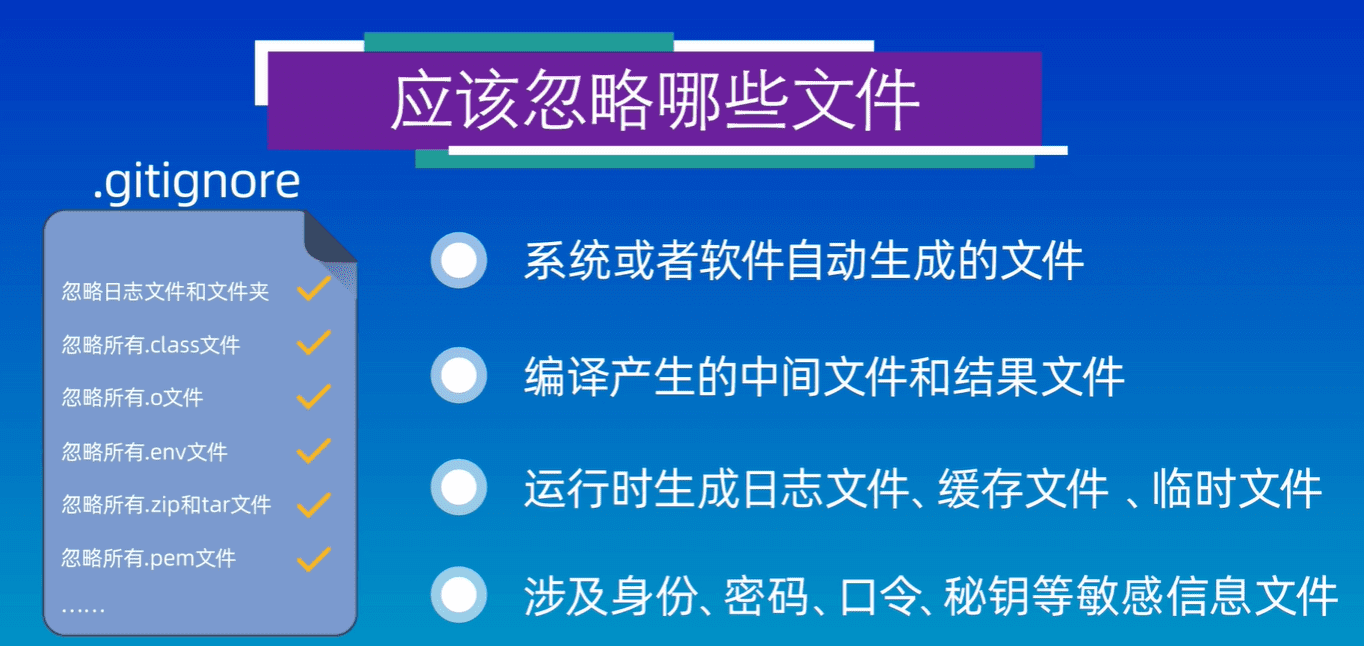 应该忽略哪些文件
.gitignore
忽略日志文件和文件夹
忽略所有.class文件
忽略所有.o文件
忽略所有.env文件
忽略所有.zip和tar文件
忽略所有.pem文件
……
系统或者软件自动生成的文件
编译产生的中间文件和结果文件
运行时生成日志文件、缓存文件 、临时文件
涉及身份、密码、口令、秘钥等敏感信息文件